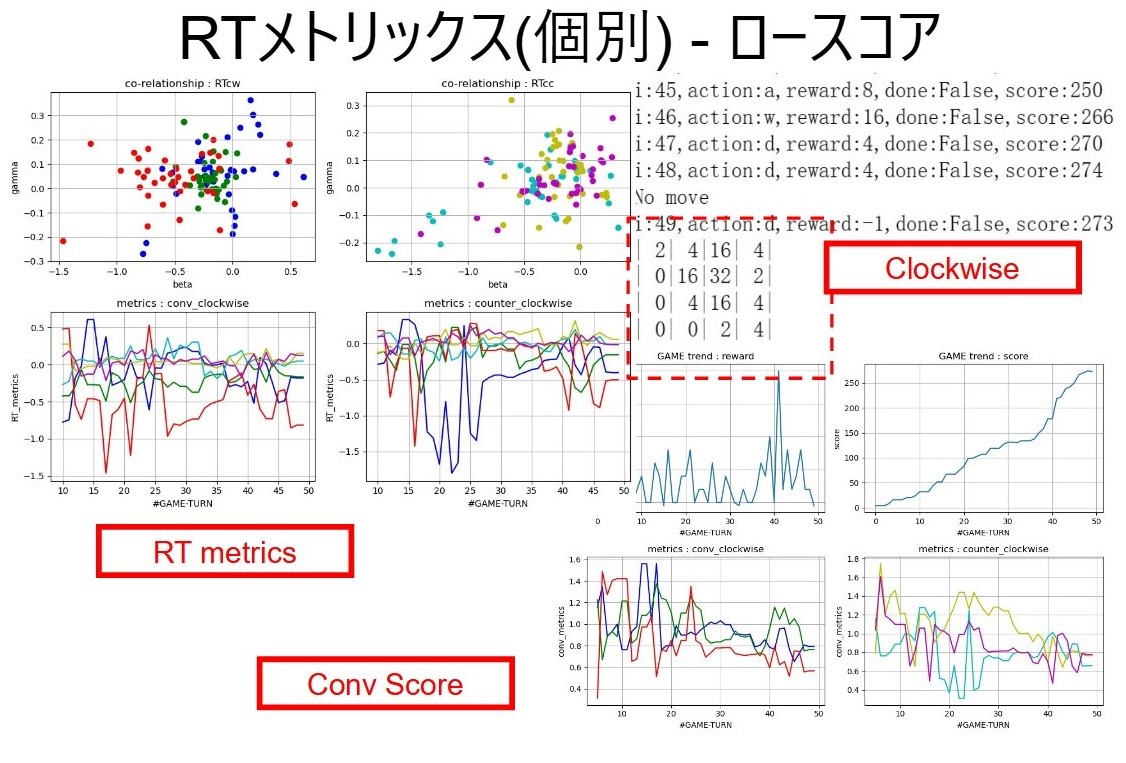 RTメトリックス(個別) - ロースコア
co-relationship : RTcw
gamma
0.3
0.2
0.1
0.0
−0.1
−0.2
−0.3
−1.5 −1.0 −0.5 0.0 0.5
beta
co-relationship : RTcc
0.3
0.2
0.1
0.0
−0.1
−0.2
−1.5 −1.0 −0.5 0.0
beta
i:45,action:a,reward:8,done:False,score:250
i:46,action:w,reward:16,done:False,score:266
i:47,action:d,reward:4,done:False,score:270
i:48,action:d,reward:4,done:False,score:274
No move
i:49,action:d,reward:−1,done:False,score:273
| 2| 4|16| 4|
| 0|16|32| 2|
| 0| 4|16| 4|
| 0| 0| 2| 4|
Clockwise
metrics : conv_clockwise
RT_metrics
0.5
0.0
−0.5
−1.0
−1.5
10 15 20 25 30 35 40 45 50
#GAME-TURN
metrics : counter_clockwise
RT_metrics
0.0
−0.5
−1.0
−1.5
10 15 20 25 30 35 40 45 50
#GAME-TURN
GAME trend : reward
0
10 20 30 40 50
#GAME-TURN
GAME trend : score
score
250
200
150
100
50
0
0 10 20 30 40 50
#GAME-TURN
RT metrics
metrics : conv_clockwise
conv_metrics
1.6
1.4
1.2
1.0
0.8
0.6
0.4
10 20 30 40 50
#GAME-TURN
metrics : counter_clockwise
conv_metrics
1.8
1.6
1.4
1.2
1.0
0.8
0.6
0.4
10 20 30 40 50
#GAME-TURN
Conv Score